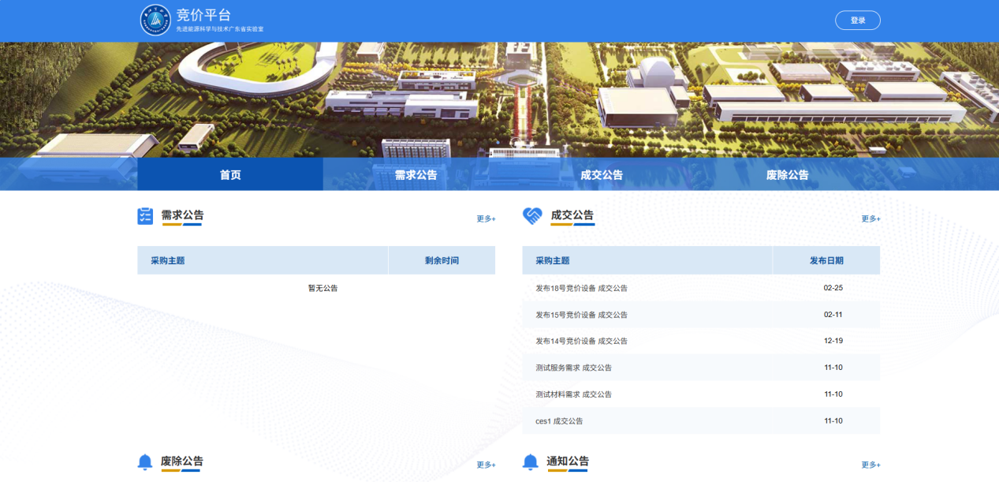 竞价平台
先进能源科学与技术广东省实验室
登录
首页
需求公告
成交公告
废除公告
需求公告
更多+
采购主题
剩余时间
暂无公告
成交公告
更多+
采购主题
发布日期
发布18号竞价设备 成交公告
02-25
发布15号竞价设备 成交公告
02-11
发布14号竞价设备 成交公告
12-19
测试服务需求 成交公告
11-10
测试材料需求 成交公告
11-10
ces1 成交公告
11-10
废除公告
更多+
通知公告
更多+